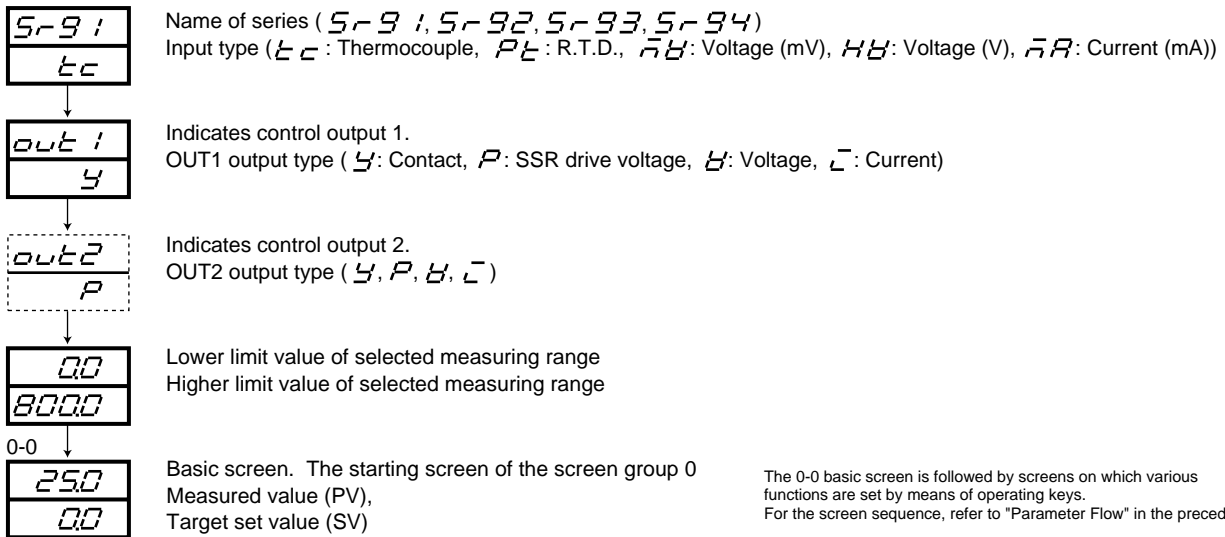 Sr91
tc
Name of series ( Sr91, Sr92, Sr93, Sr94)
Input type ( tc : Thermocouple, Pt : R.T.D., mV : Voltage (mV), HV : Voltage (V), mA : Current (mA))
out1
Y
Indicates control output 1.
OUT1 output type ( Y : Contact, P : SSR drive voltage, V : Voltage, i : Current)
out2
P
Indicates control output 2.
OUT2 output type ( Y, P, V, i )
0.0
800.0
Lower limit value of selected measuring range
Higher limit value of selected measuring range
0-0
25.0
0.0
Basic screen. The starting screen of the screen group 0
Measured value (PV),
Target set value (SV)
The 0-0 basic screen is followed by screens on which various
functions are set by means of operating keys.
For the screen sequence, refer to "Parameter Flow" in the preced